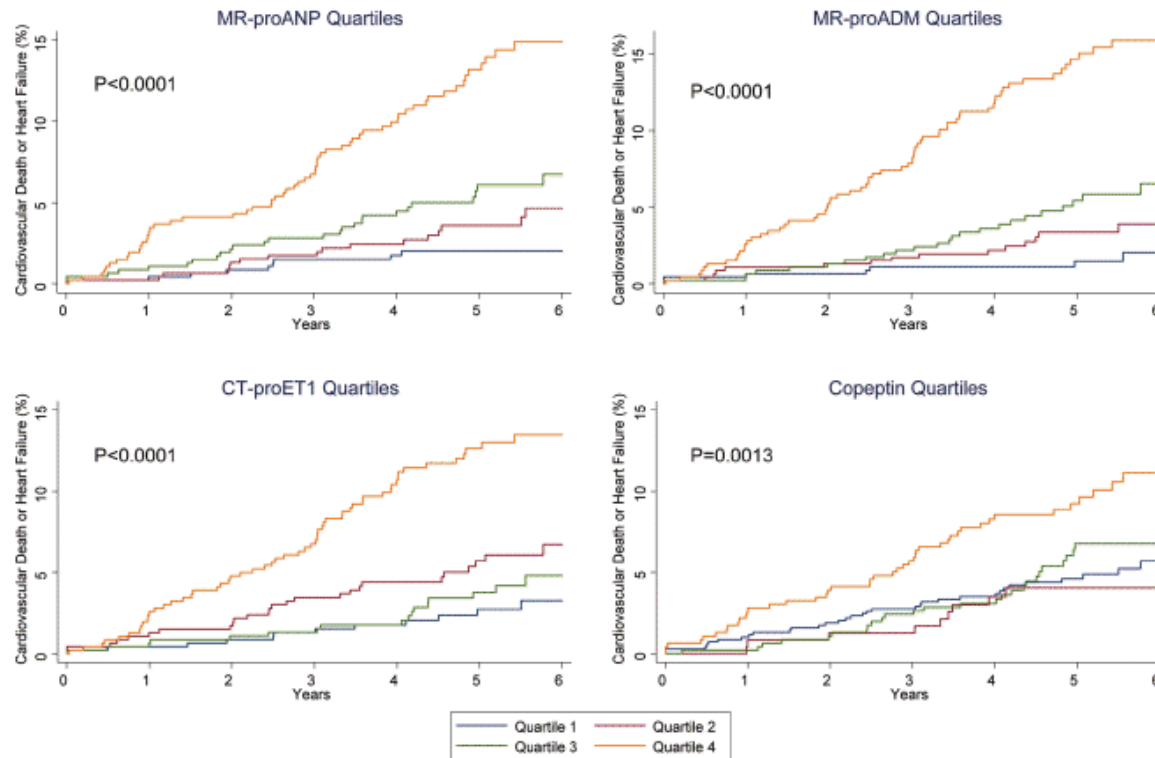 MR-proANP Quartiles
Cardiovascular Death or Heart Failure (%)
0 5 10 15
P<0.0001
0 1 2 3 4 5 6
Years
MR-proADM Quartiles
Cardiovascular Death or Heart Failure (%)
0 5 10 15
P<0.0001
0 1 2 3 4 5 6
Years
CT-proET1 Quartiles
Cardiovascular Death or Heart Failure (%)
0 5 10 15
P<0.0001
0 1 2 3 4 5 6
Years
Copeptin Quartiles
Cardiovascular Death or Heart Failure (%)
0 5 10 15
P=0.0013
0 1 2 3 4 5 6
Years
Quartile 1 Quartile 2
Quartile 3 Quartile 4